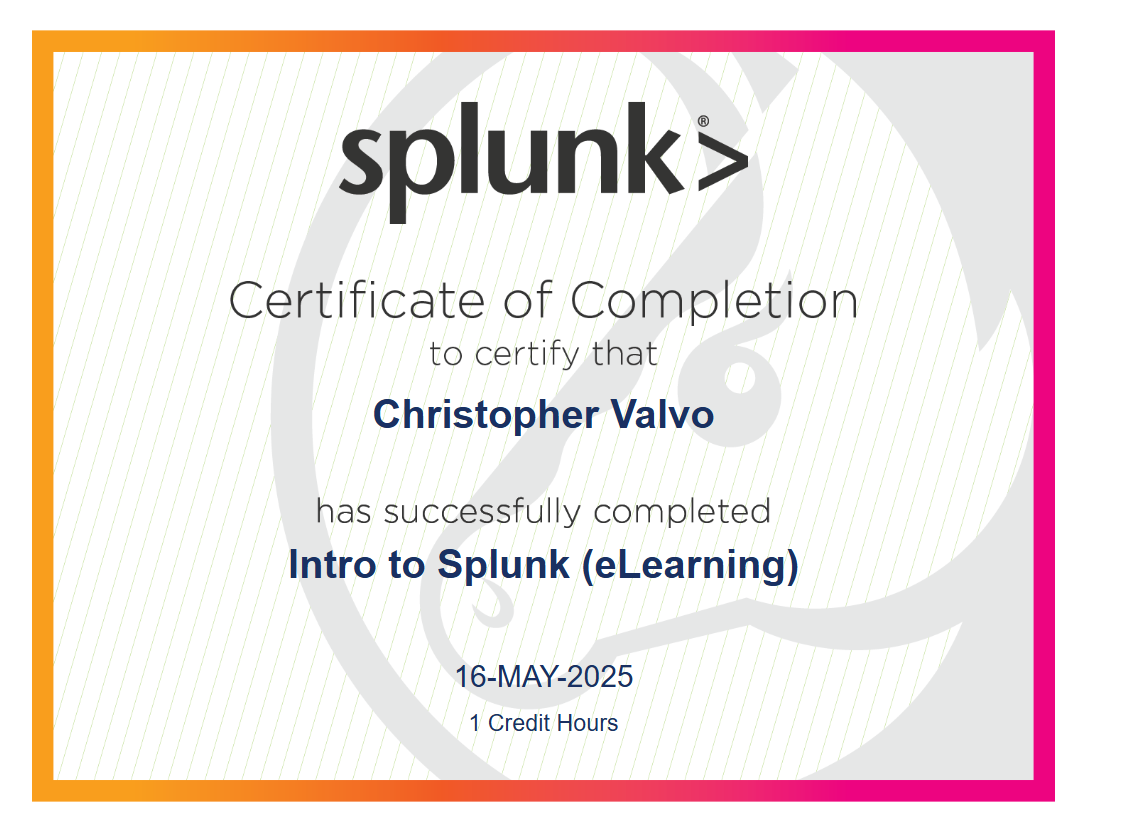 splunk>®
Certificate of Completion
to certify that
Christopher Valvo
has successfully completed
Intro to Splunk (eLearning)
16-MAY-2025
1 Credit Hours